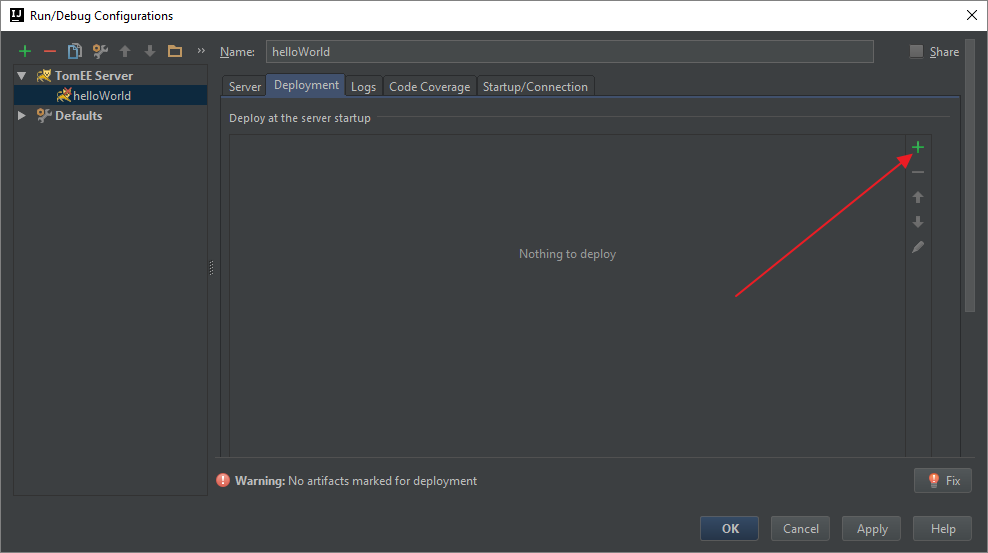 IJ Run/Debug Configurations
»
Name: helloWorld
Share
TomEE Server
helloWorld
Defaults
Server Deployment Logs Code Coverage Startup/Connection
Deploy at the server startup
Nothing to deploy
Warning: No artifacts marked for deployment
Fix
OK Cancel Apply Help